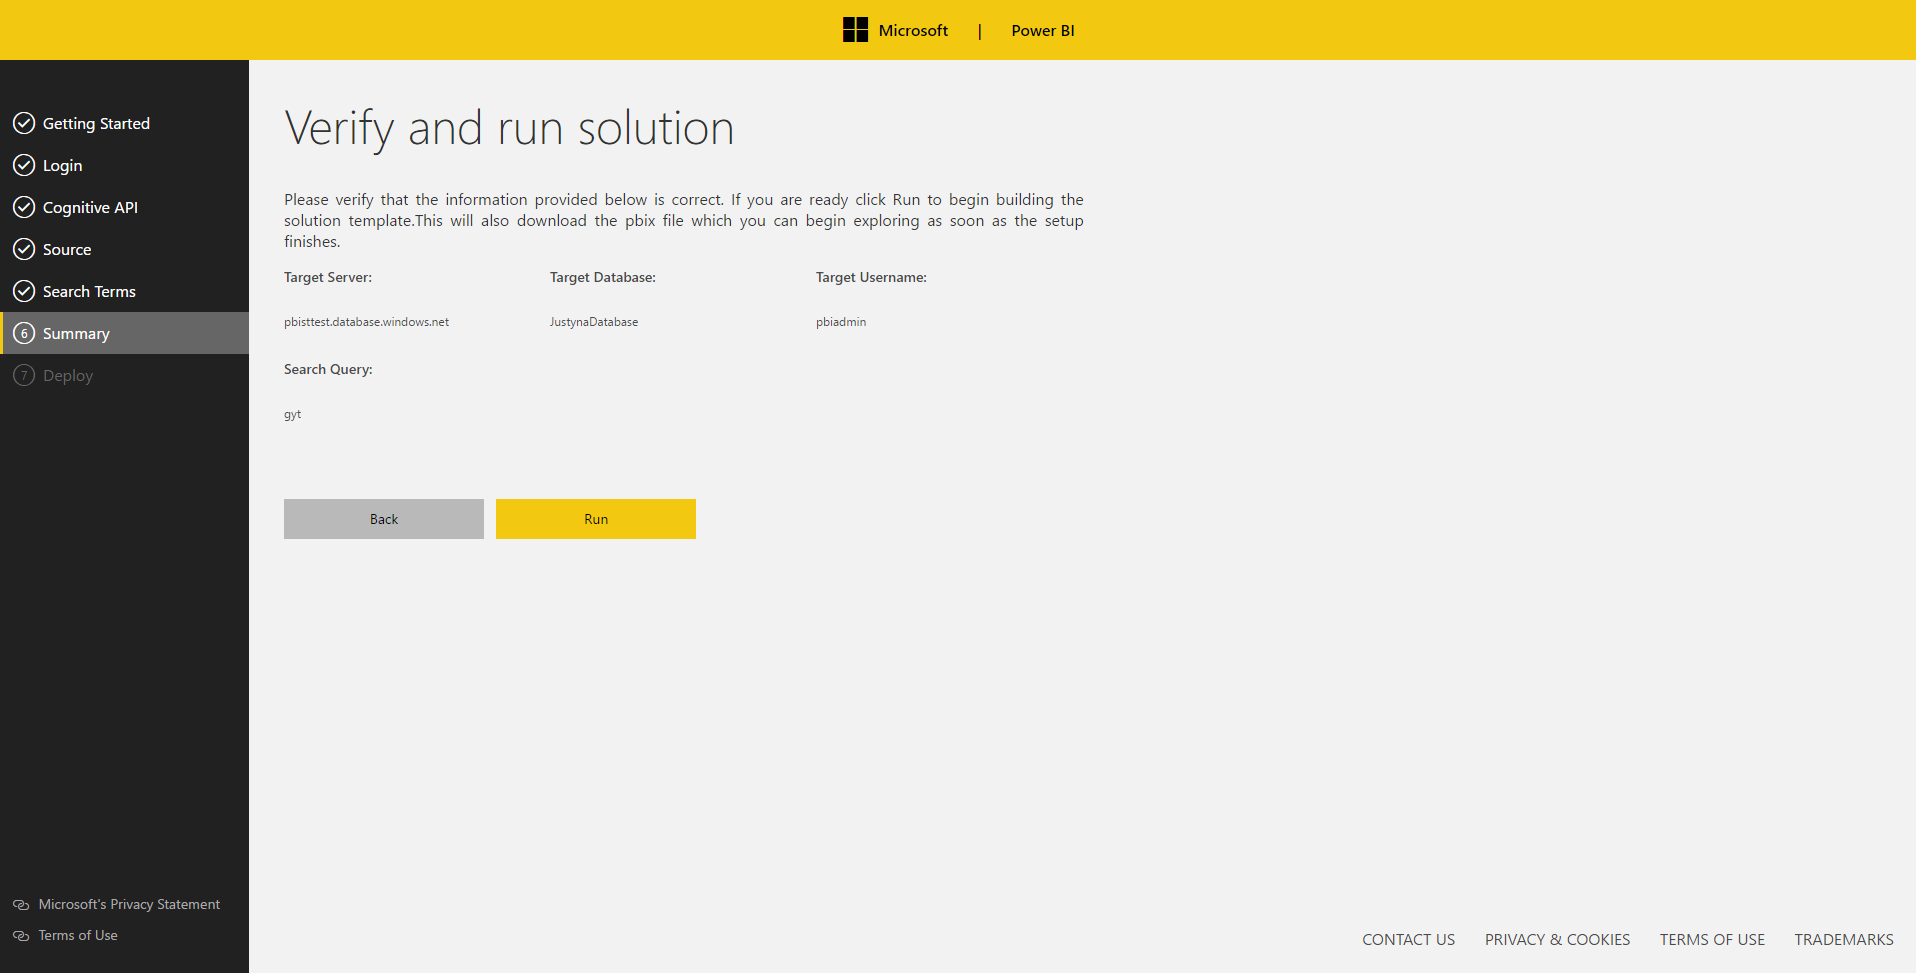 Microsoft | Power BI
Getting Started
Login
Cognitive API
Source
Search Terms
6 Summary
7 Deploy
Microsoft's Privacy Statement
Terms of Use
Verify and run solution
Please verify that the information provided below is correct. If you are ready click Run to begin building the
solution template.This will also download the pbix file which you can begin exploring as soon as the setup
finishes.
Target Server: Target Database: Target Username:
pbisttest.database.windows.net JustynaDatabase pbiadmin
Search Query:
gyt
Back Run
CONTACT US PRIVACY & COOKIES TERMS OF USE TRADEMARKS